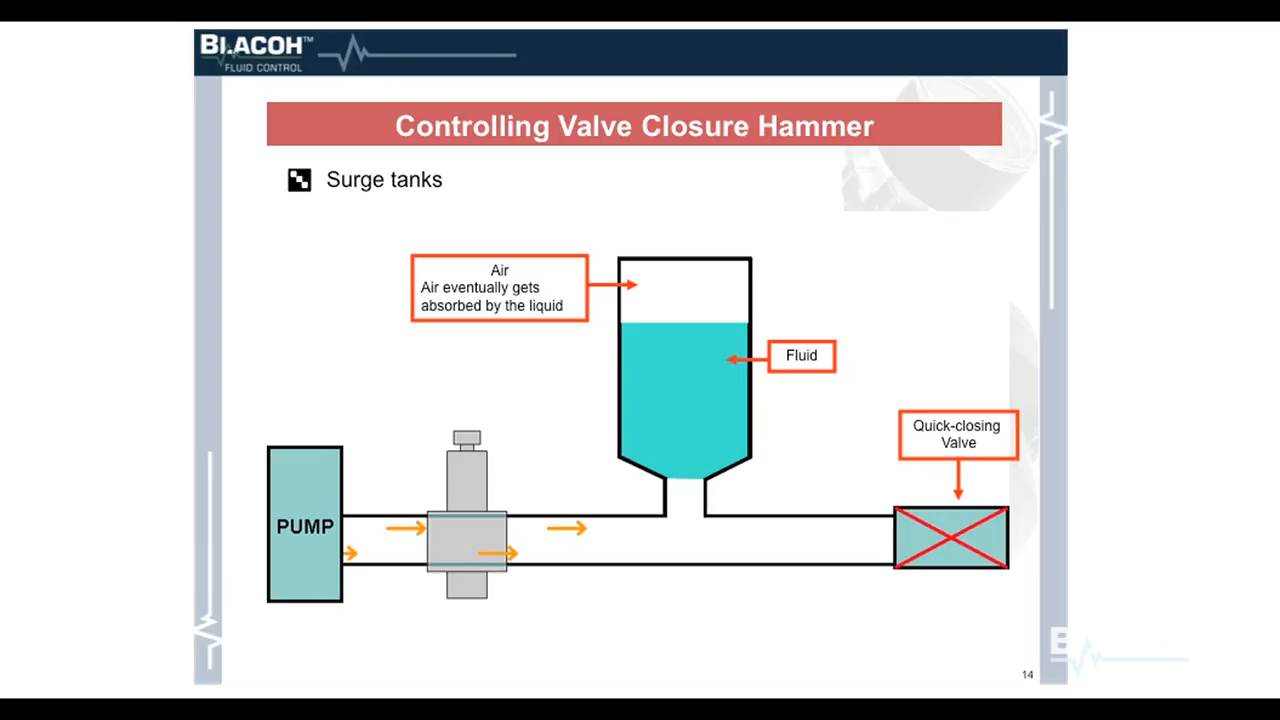 BLACOH™
FLUID CONTROL
Controlling Valve Closure Hammer
Surge tanks
Air
Air eventually gets
absorbed by the liquid
Fluid
Quick-closing
Valve
PUMP
B
14